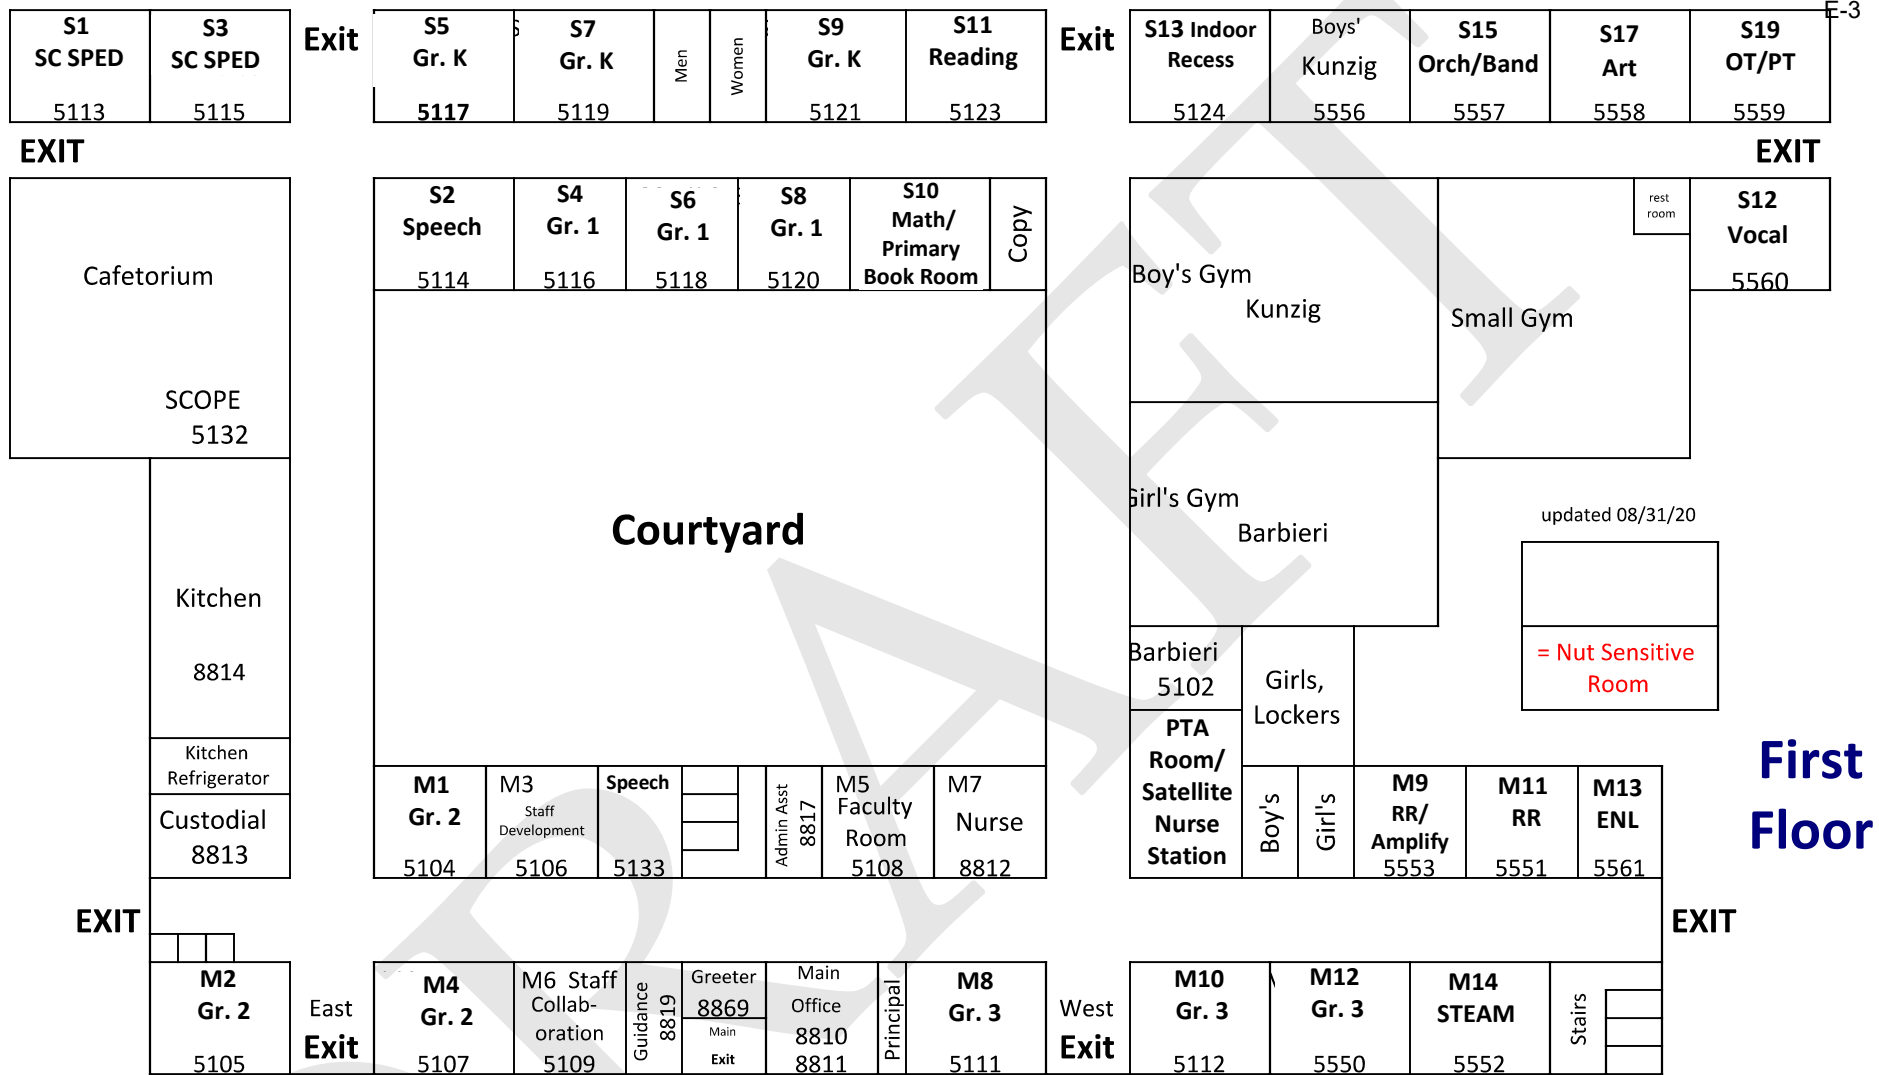 E-3
S1
SC SPED
5113
S3
SC SPED
5115
Exit
S5
Gr. K
5117
S7
Gr. K
5119
Men
Women
S9
Gr. K
5121
S11
Reading
5123
Exit
S13 Indoor
Recess
5124
Boys'
Kunzig
5556
S15
Orch/Band
5557
S17
Art
5558
S19
OT/PT
5559
EXIT
EXIT
Cafetorium
SCOPE
5132
S2
Speech
5114
S4
Gr. 1
5116
S6
Gr. 1
5118
S8
Gr. 1
5120
S10
Math/
Primary
Book Room
Copy
Boy's Gym
Kunzig
Small Gym
rest
room
S12
Vocal
5560
Courtyard
Girl's Gym
Barbieri
updated 08/31/20
= Nut Sensitive
Room
Kitchen
8814
Kitchen
Refrigerator
Custodial
8813
Barbieri
5102
Girls,
Lockers
PTA
Room/
Satellite
Nurse
Station
First
Floor
M1
Gr. 2
5104
M3
Staff
Development
5106
Speech
5133
Admin Asst
8817
M5
Faculty
Room
5108
M7
Nurse
8812
Boy's
Girl's
M9
RR/
Amplify
5553
M11
RR
5551
M13
ENL
5561
EXIT
EXIT
M2
Gr. 2
5105
East
Exit
M4
Gr. 2
5107
M6 Staff
Collab-
oration
5109
Guidance
8819
Greeter
8869
Main
Exit
Main
Office
8810
8811
Principal
M8
Gr. 3
5111
West
Exit
M10
Gr. 3
5112
M12
Gr. 3
5550
M14
STEAM
5552
Stairs
DRAFT